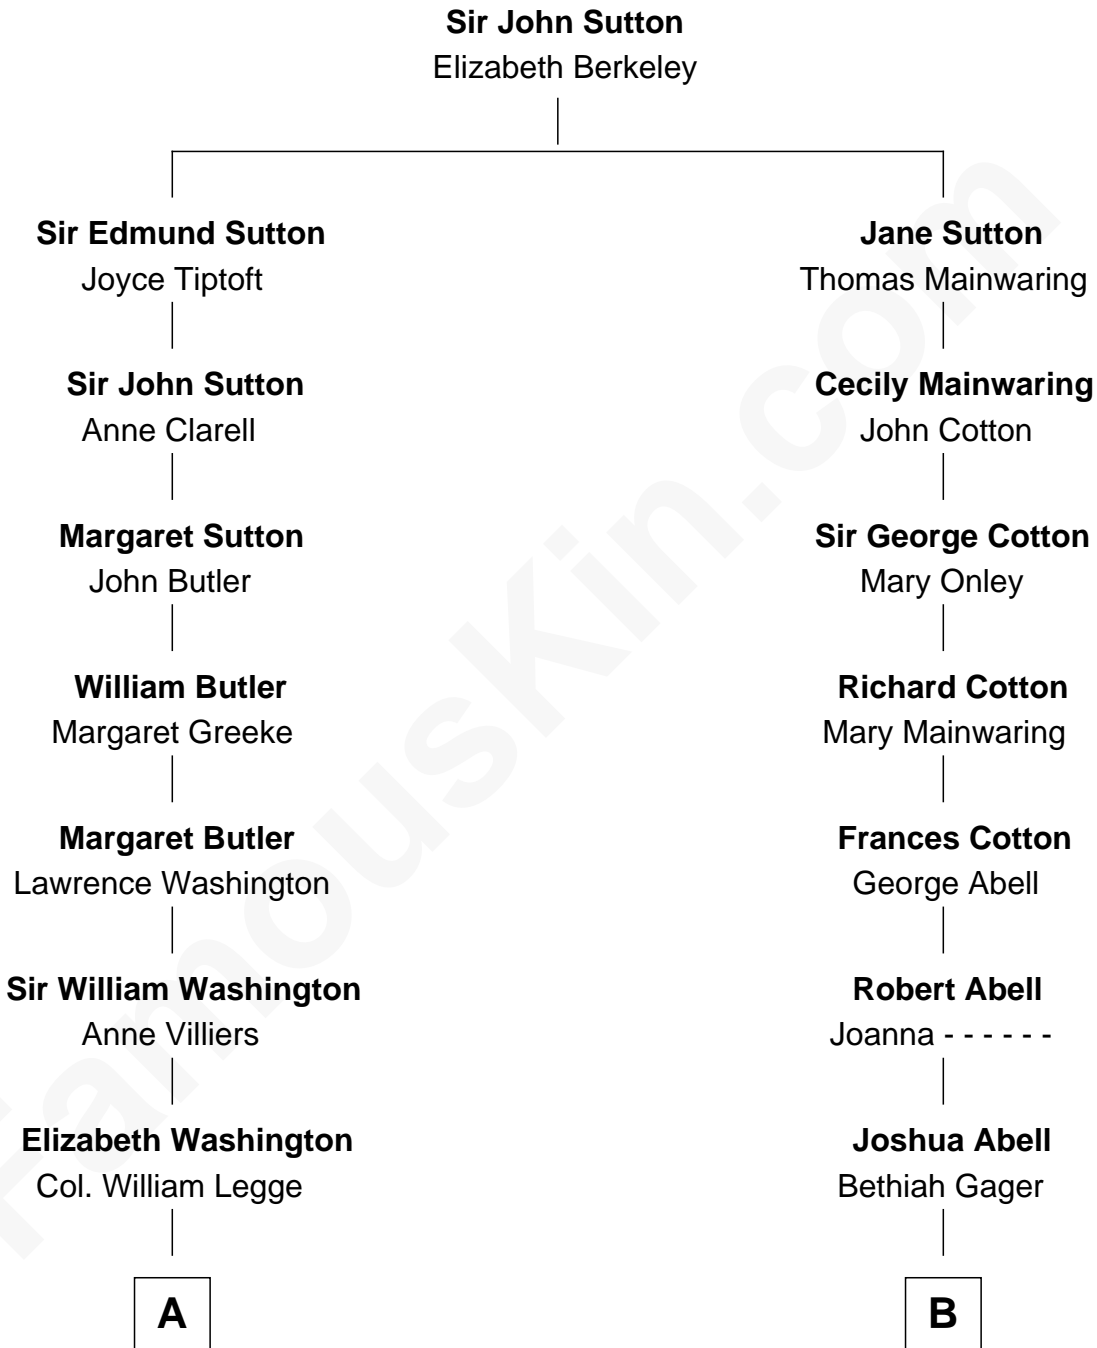 Sir John Sutton
Elizabeth Berkeley
Sir Edmund Sutton
Joyce Tiptoft
Jane Sutton
Thomas Mainwaring
Sir John Sutton
Anne Clarell
Cecily Mainwaring
John Cotton
Margaret Sutton
John Butler
Sir George Cotton
Mary Onley
William Butler
Margaret Greeke
Richard Cotton
Mary Mainwaring
Margaret Butler
Lawrence Washington
Frances Cotton
George Abell
Sir William Washington
Anne Villiers
Robert Abell
Joanna - - - - - -
Elizabeth Washington
Col. William Legge
Joshua Abell
Bethiah Gager
A
B
FamousKin.com